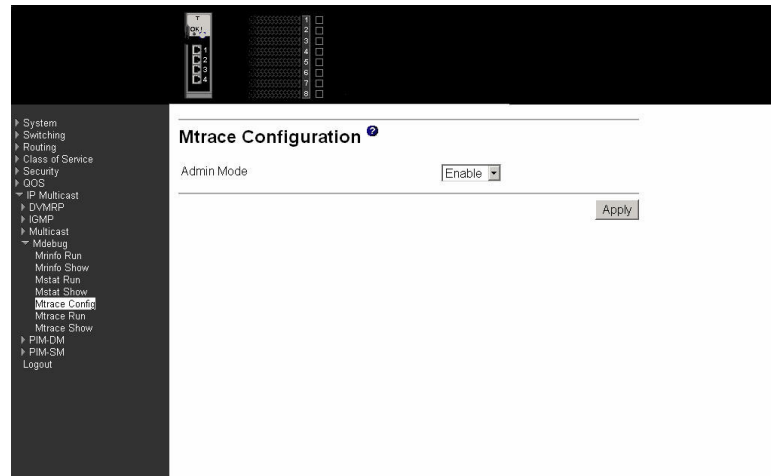 T
OK!
1
2
3
4
1
2
3
4
5
6
7
8
System
Switching
Routing
Class of Service
Security
QOS
IP Multicast
DVMRP
IGMP
Multicast
Mdebug
Mrinfo Run
Mrinfo Show
Mstat Run
Mstat Show
Mtrace Config
Mtrace Run
Mtrace Show
PIM-DM
PIM-SM
Logout
Mtrace Configuration ?
Admin Mode Enable
Apply